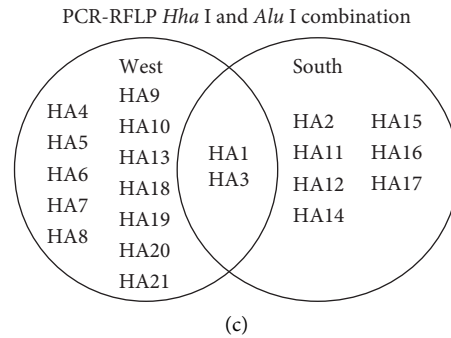 PCR-RFLP Hha I and Alu I combination
West
HA4
HA5
HA6
HA7
HA8
HA9
HA10
HA13
HA18
HA19
HA20
HA21
HA1
HA3
South
HA2
HA11
HA12
HA14
HA15
HA16
HA17
(c)